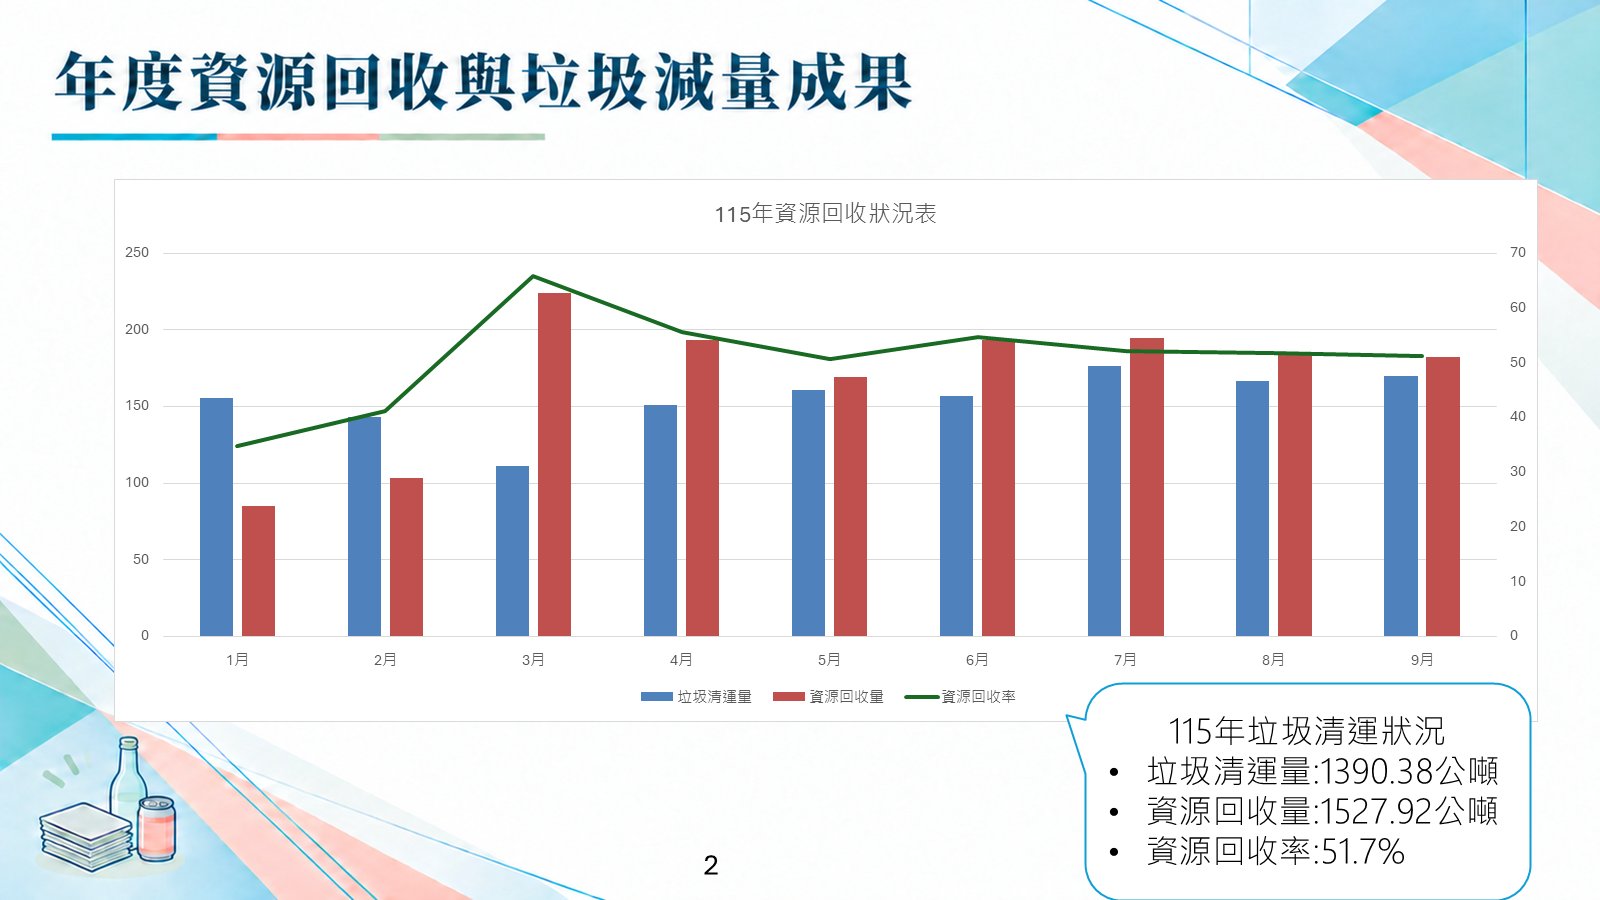 年度資源回收與垃圾減量成果
115年資源回收狀況表
250
200
150
100
50
0
70
60
50
40
30
20
10
0
1月 2月 3月 4月 5月 6月 7月 8月 9月
垃圾清運量 資源回收量 資源回收率
115年垃圾清運狀況
• 垃圾清運量:1390.38公噸
• 資源回收量:1527.92公噸
• 資源回收率:51.7%
2